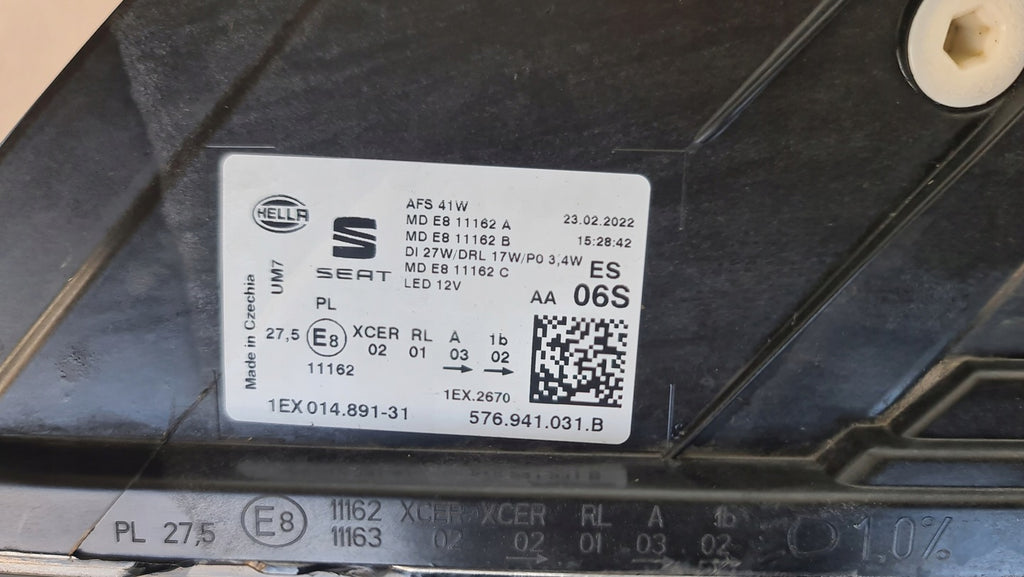 HELLA
SEAT
UM7
Made in Czechia
AFS 41W
MD E8 11162 A
MD E8 11162 B
DI 27W/DRL 17W/PO 3,4W
MD E8 11162 C
LED 12V
23.02.2022
15:28:42
ES
AA 06S
PL
27,5 E8 XCER RL A 1b
02 01 03 02
→ →
11162
1EX.2670
1EX 014.891-31
576.941.031.B
PL 27,5 E8 11162 XCER XCER RL A 1b 1.0%
11163 02 02 01 03 02